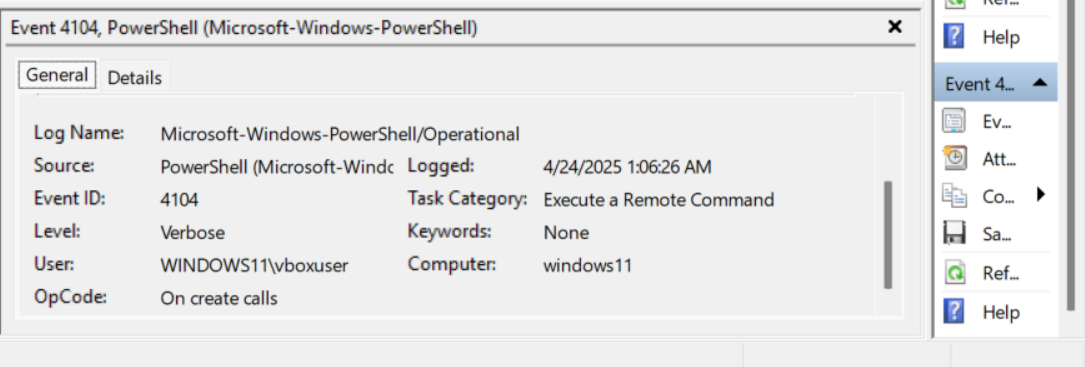 Ref...
Event 4104, PowerShell (Microsoft-Windows-PowerShell)
Help
General Details
Event 4...
Log Name: Microsoft-Windows-PowerShell/Operational
Ev...
Source: PowerShell (Microsoft-Windc Logged: 4/24/2025 1:06:26 AM
Att...
Event ID: 4104 Task Category: Execute a Remote Command
Co...
Level: Verbose Keywords: None
Sa...
User: WINDOWS11\vboxuser Computer: windows11
Ref...
OpCode: On create calls
Help